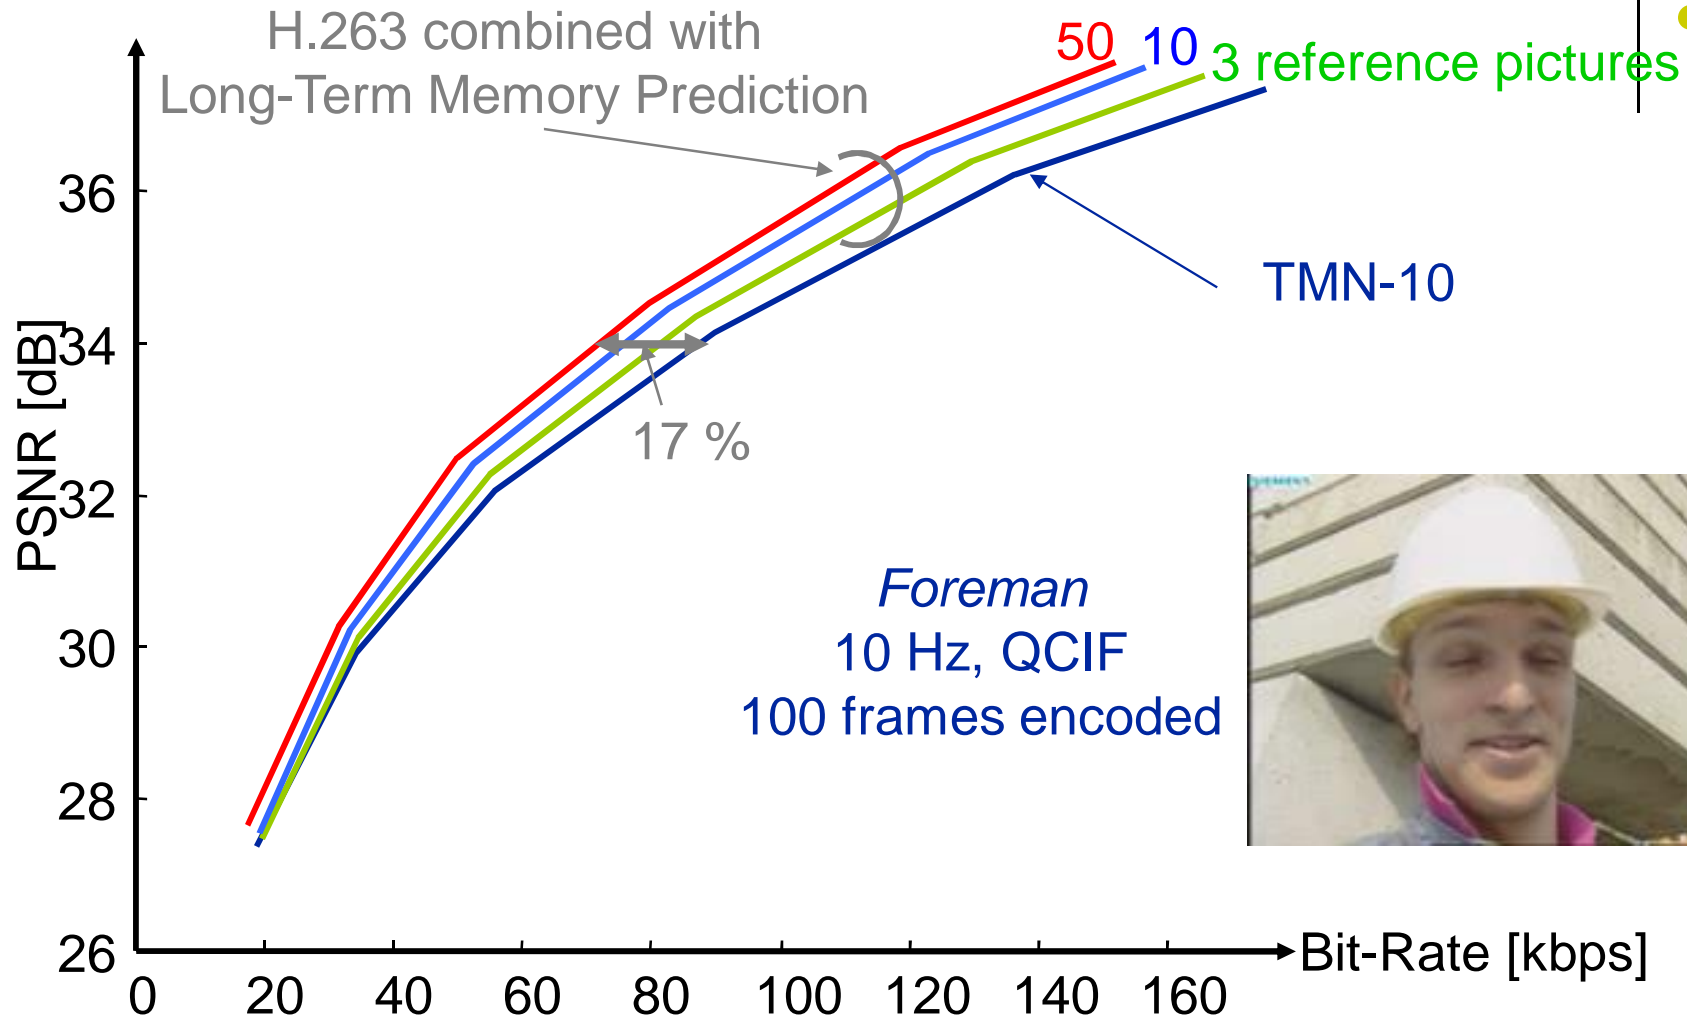 H.263 combined with
Long-Term Memory Prediction
50
10
3 reference pictures
TMN-10
17 %
PSNR [dB]
36
34
32
30
28
26
Foreman
10 Hz, QCIF
100 frames encoded
SIEMENS
0 20 40 60 80 100 120 140 160
Bit-Rate [kbps]